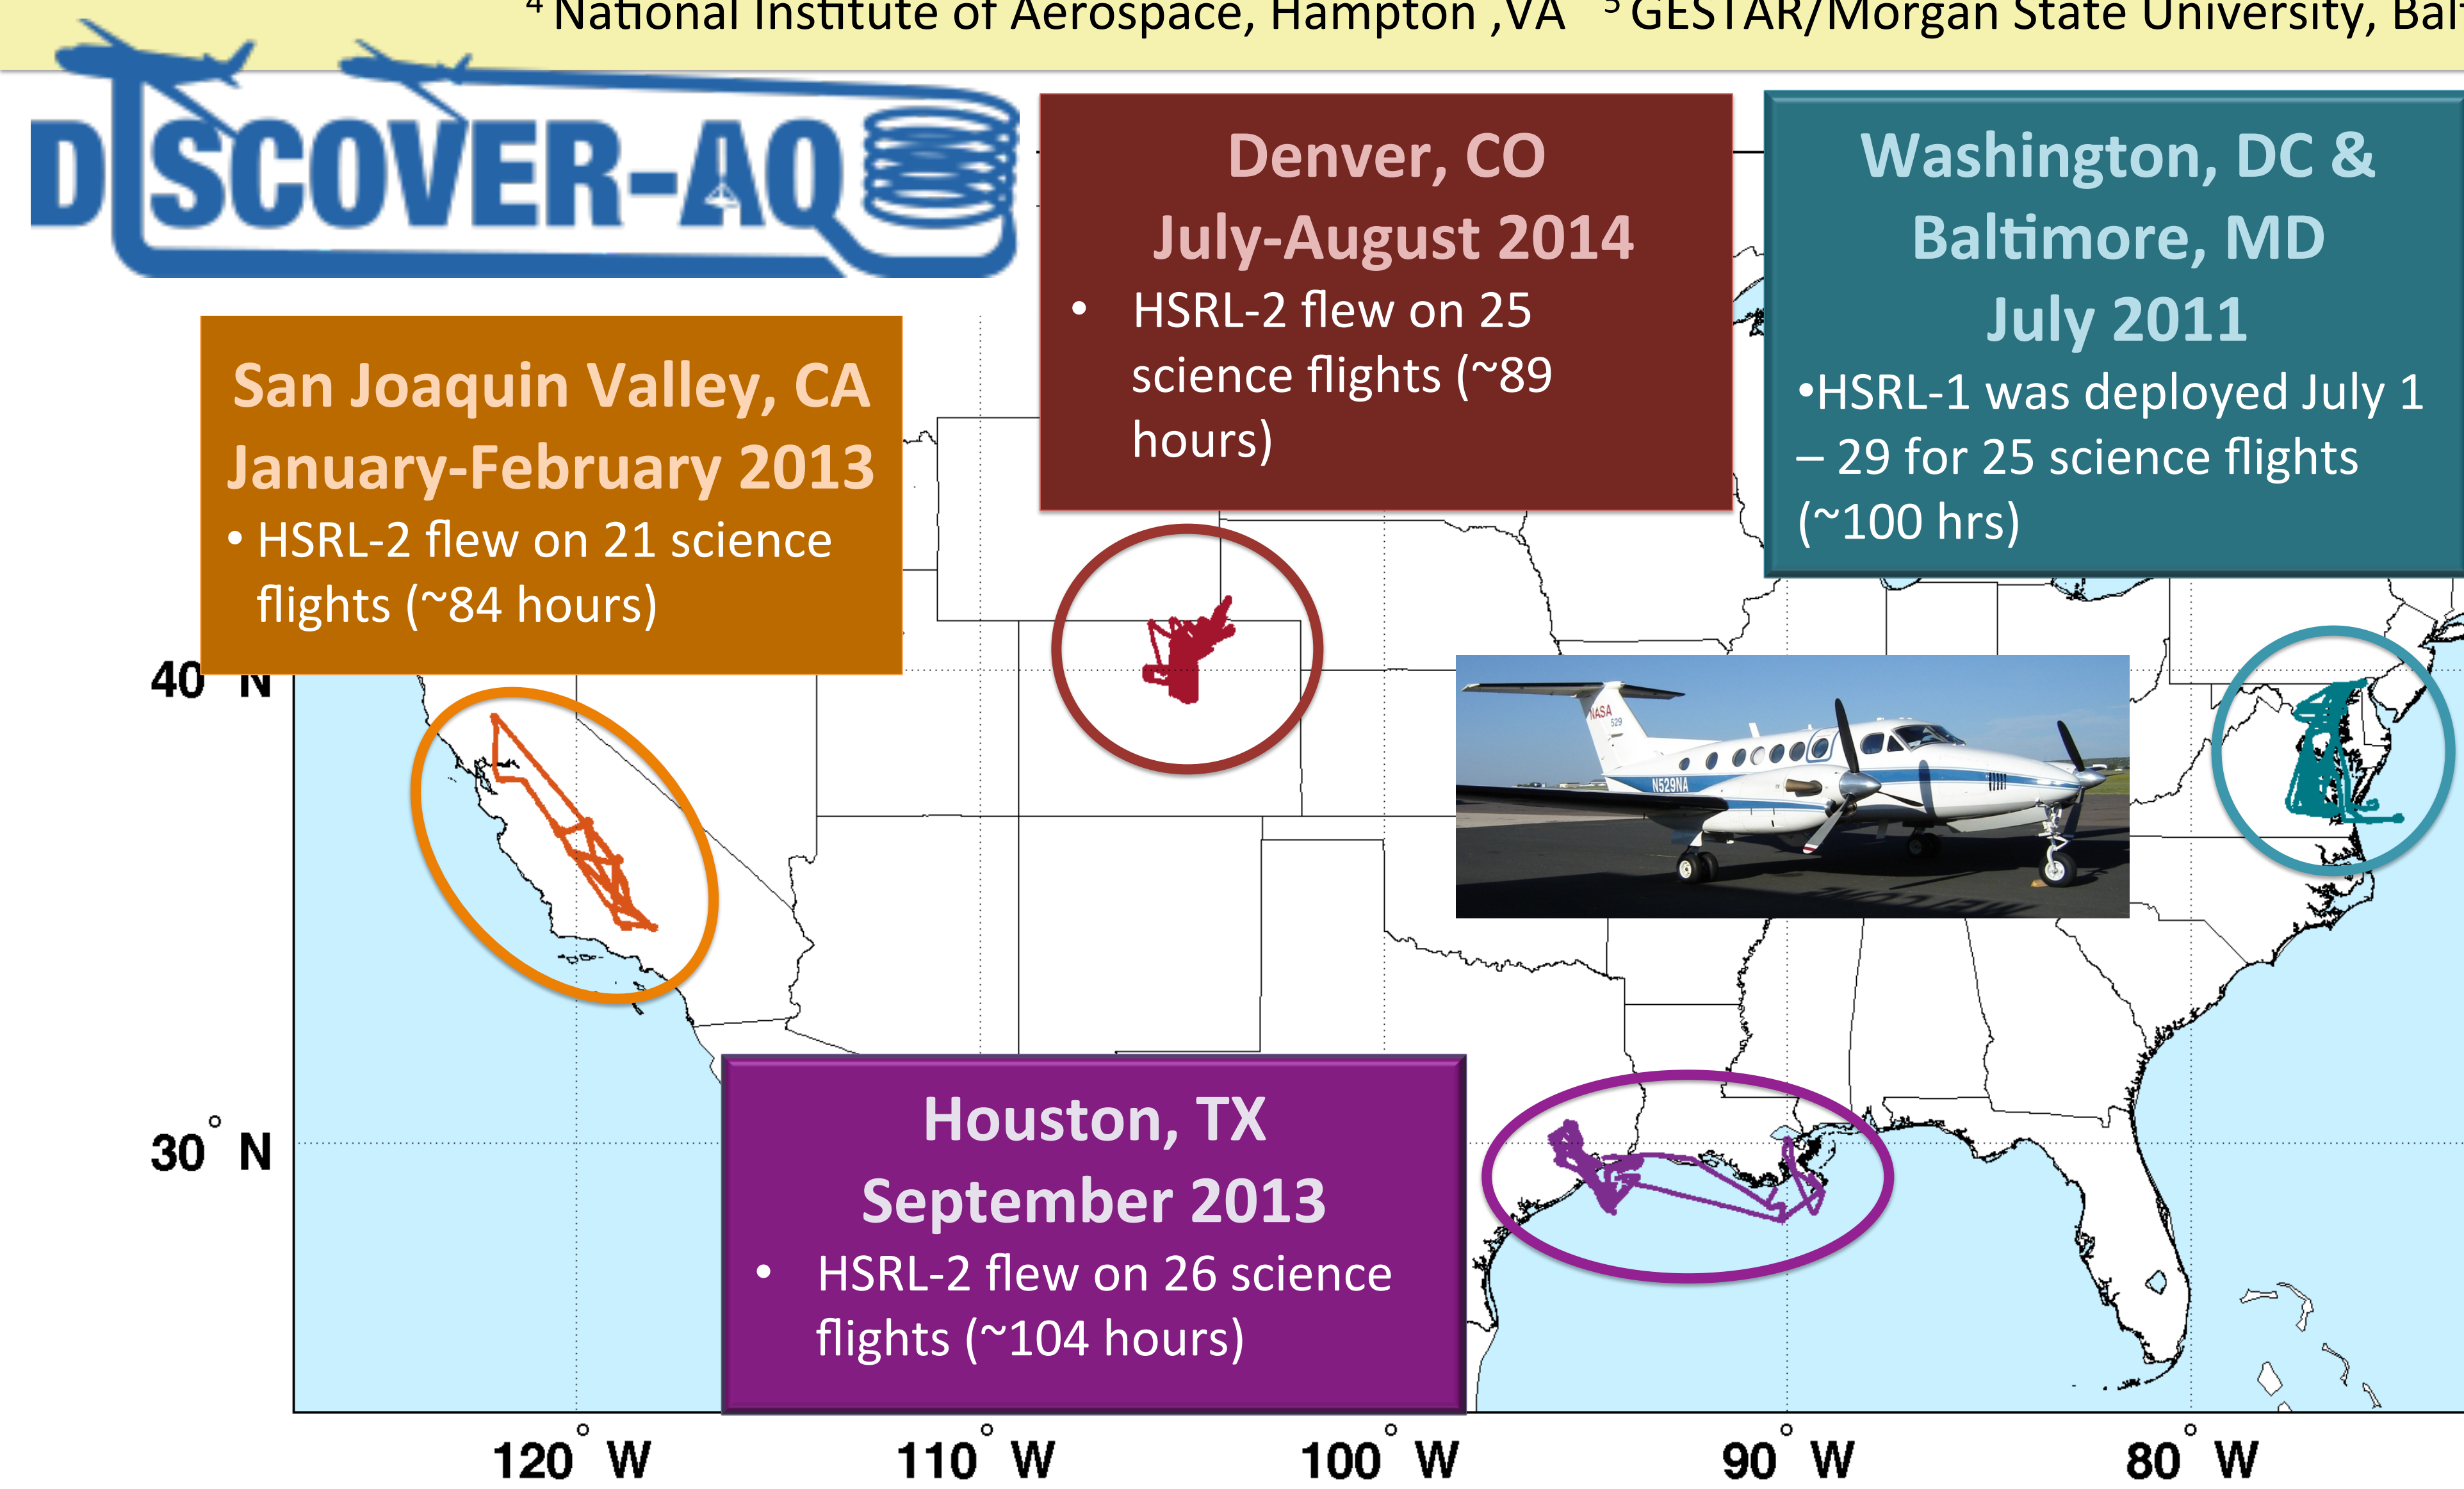 ⁴ National Institute of Aerospace, Hampton ,VA ⁵ GESTAR/Morgan State University,
DISCOVER-AQ
Denver, CO
July-August 2014
• HSRL-2 flew on 25
science flights (~89
hours)
Washington, DC &
Baltimore, MD
July 2011
•HSRL-1 was deployed July 1
– 29 for 25 science flights
(~100 hrs)
San Joaquin Valley, CA
January-February 2013
• HSRL-2 flew on 21 science
flights (~84 hours)
40 N
NASA
529
N529NA
Houston, TX
September 2013
• HSRL-2 flew on 26 science
flights (~104 hours)
30° N
120° W
110° W
100° W
90° W
80° W